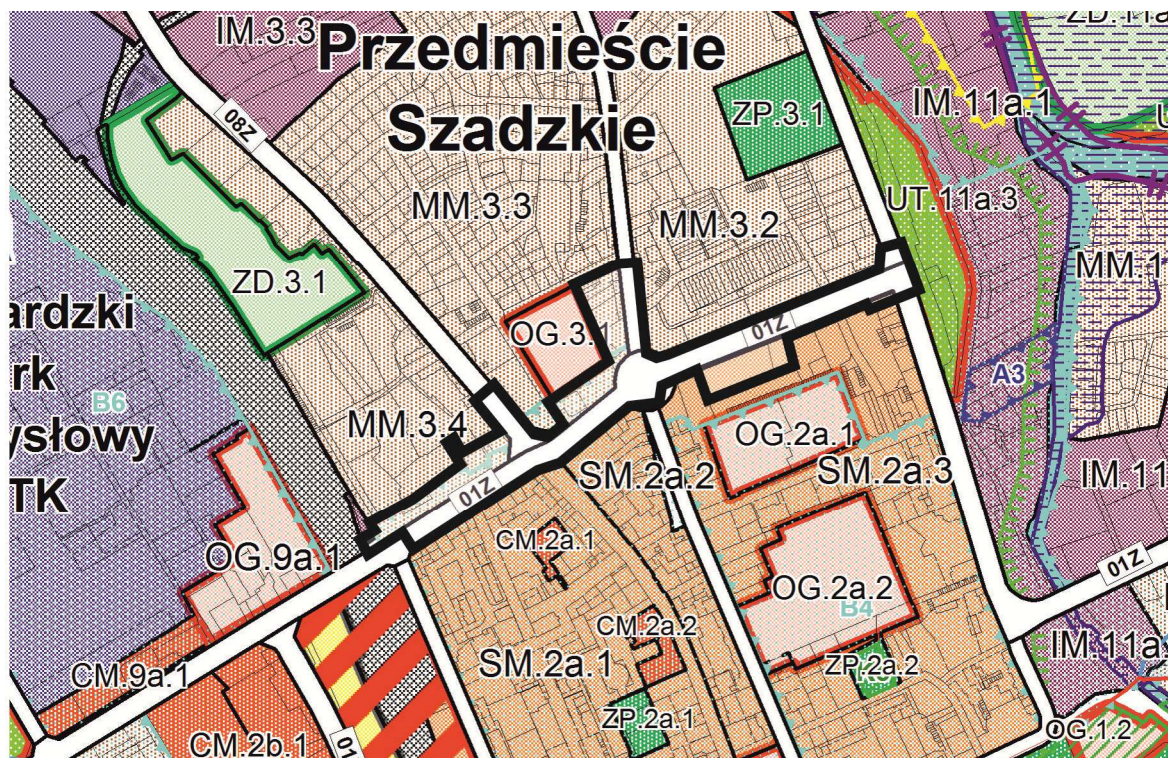 IM.3.3
Przedmieście
Szadzkie
ZP.3.1
IM.11a.1
08Z
MM.3.3
MM.3.2
UT.11a.3
ZD.3.1
MM.1
ardzki
rk
B6
ysłowy
TK
OG.3.1
01Z
A3
MM.3.4
OG.2a.1
01Z
SM.2a.2
SM.2a.3
IM.11
OG.9a.1
CM.2a.1
OG.2a.2
B4
01Z
CM.2a.2
SM.2a.1
ZP.2a.2
IM.11a.
CM.9a.1
ZP.2a.1
CM.2b.1
01
OG.1.2